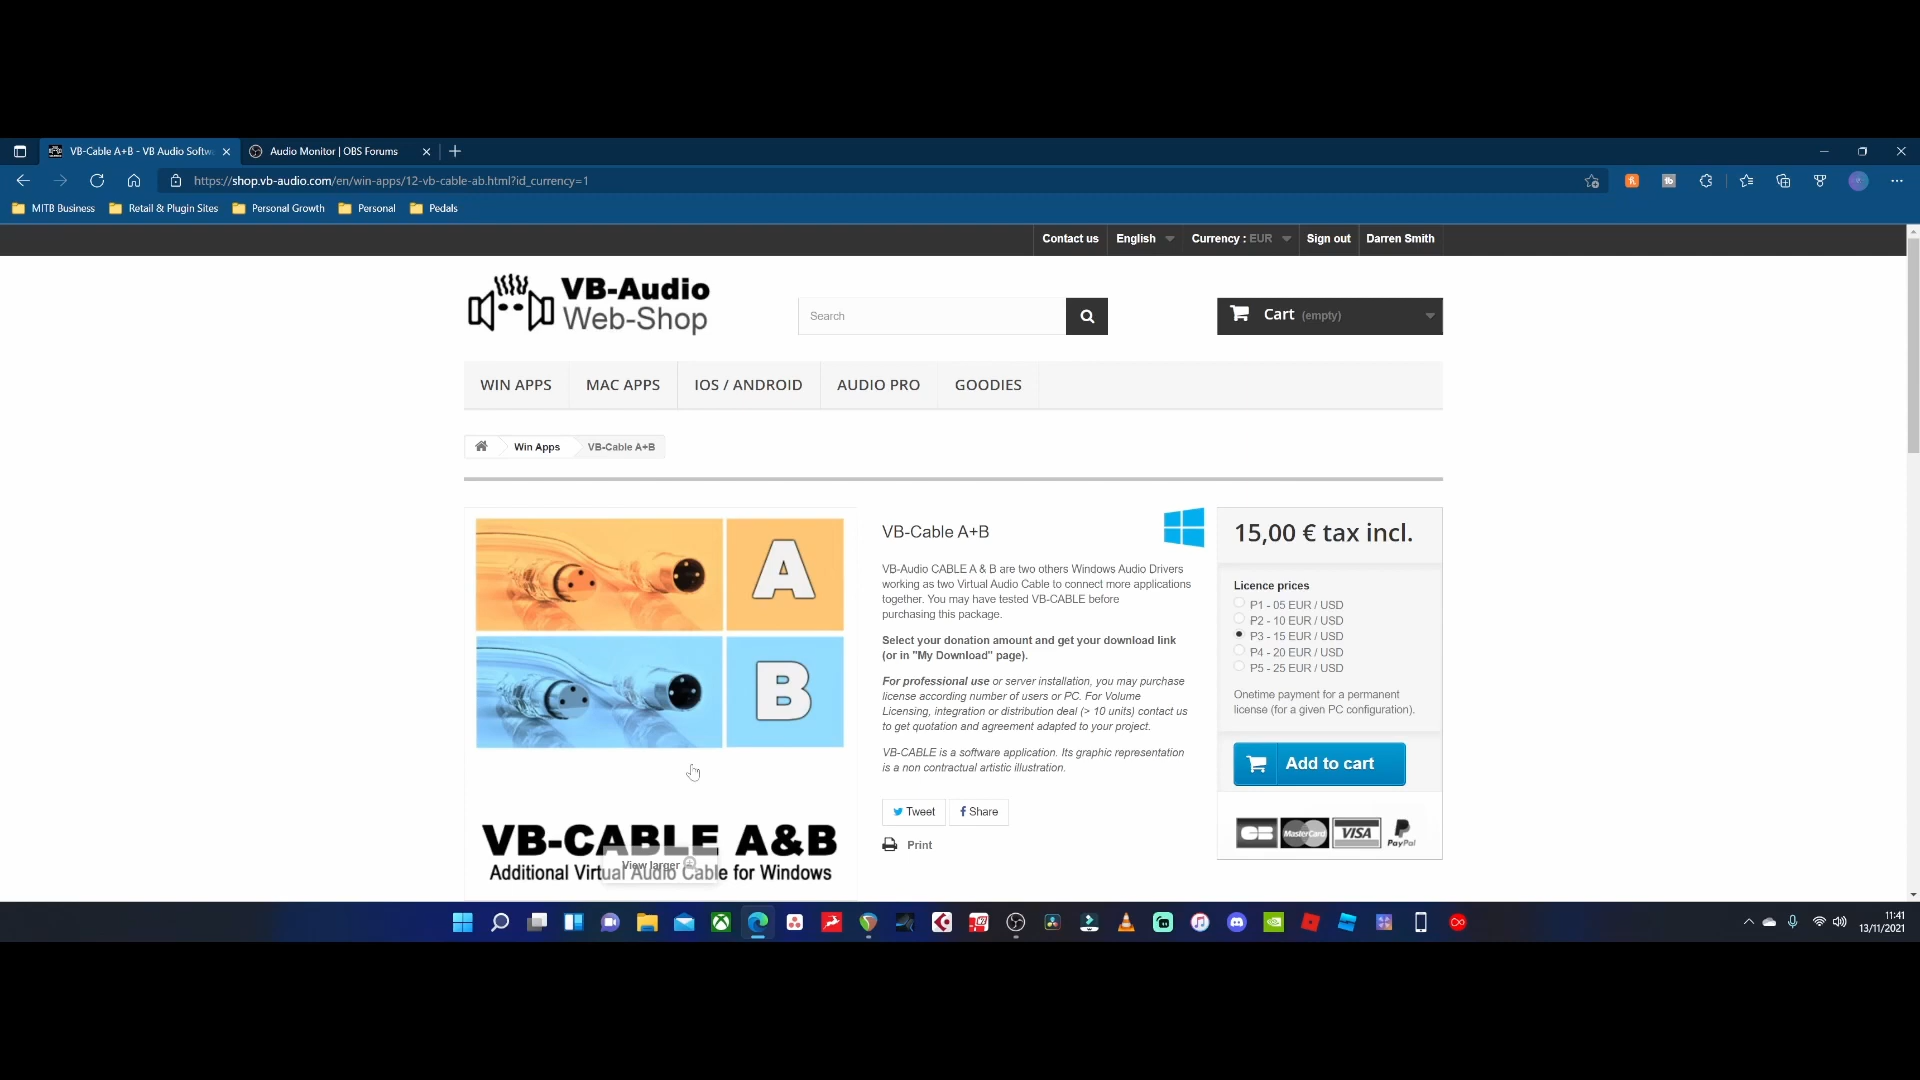 VB-Cable A+B - VB Audio Softw
Audio Monitor | OBS Forums
https://shop.vb-audio.com/en/win-apps/12-vb-cable-ab.html?id_currency=1
MITB Business
Retail & Plugin Sites
Personal Growth
Personal
Pedals
Contact us
English
Currency : EUR
Sign out
Darren Smith
VB-Audio
Web-Shop
Search
Cart (empty)
WIN APPS
MAC APPS
IOS / ANDROID
AUDIO PRO
GOODIES
Win Apps
VB-Cable A+B
A
B
VB-CABLE A&B
View larger
Additional Virtual Audio Cable for Windows
VB-Cable A+B
VB-Audio CABLE A & B are two others Windows Audio Drivers
working as two Virtual Audio Cable to connect more applications
together. You may have tested VB-CABLE before
purchasing this package.
Select your donation amount and get your download link
(or in "My Download" page).
For professional use or server installation, you may purchase
license according number of users or PC. For Volume
Licensing, integration or distribution deal (> 10 units) contact us
to get quotation and agreement adapted to your project.
VB-CABLE is a software application. Its graphic representation
is a non contractual artistic illustration.
Tweet
Share
Print
15,00 € tax incl.
Licence prices
P1 - 05 EUR / USD
P2 - 10 EUR / USD
P3 - 15 EUR / USD
P4 - 20 EUR / USD
P5 - 25 EUR / USD
Onetime payment for a permanent
license (for a given PC configuration).
Add to cart
MasterCard
VISA
PayPal
11:41
13/11/2021